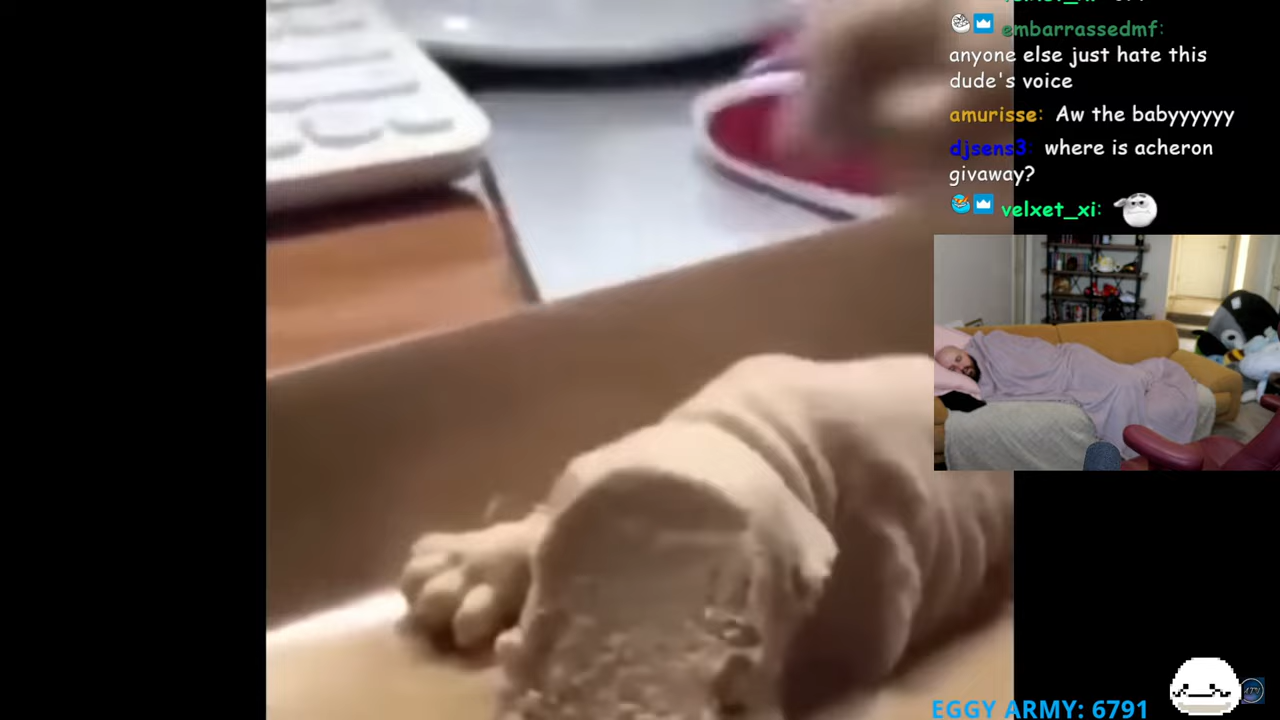 embarrassedmf:
anyone else just hate this
dude's voice
amurisse: Aw the babyyyyyy
djsens3: where is acheron
givaway?
velxet_xi:
EGGY ARMY: 6791